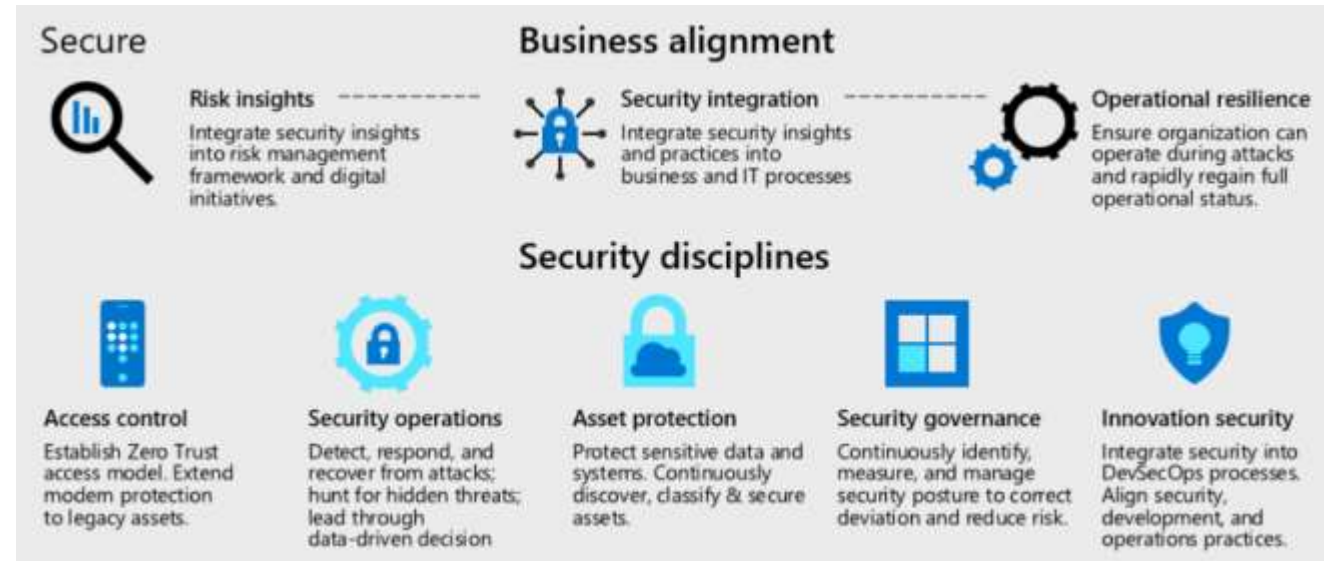 Secure
Business alignment
Risk insights
Integrate security insights
into risk management
framework and digital
initiatives.
Security integration
Integrate security insights
and practices into
business and IT processes
Operational resilience
Ensure organization can
operate during attacks
and rapidly regain full
operational status.
Security disciplines
Access control
Establish Zero Trust
access model. Extend
modern protection
to legacy assets.
Security operations
Detect, respond, and
recover from attacks;
hunt for hidden threats;
lead through
data-driven decision
Asset protection
Protect sensitive data and
systems. Continuously
discover, classify & secure
assets.
Security governance
Continuously identify,
measure, and manage
security posture to correct
deviation and reduce risk.
Innovation security
Integrate security into
DevSecOps processes.
Align security,
development, and
operations practices.